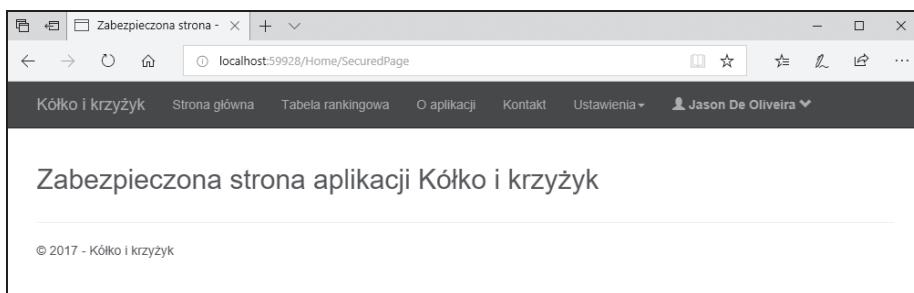 Zabezpieczona strona -
localhost:59928/Home/SecuredPage
Kółko i krzyżyk Strona główna Tabela rankingowa O aplikacji Kontakt Ustawienia Jason De Oliveira
Zabezpieczona strona aplikacji Kółko i krzyżyk
© 2017 - Kółko i krzyżyk